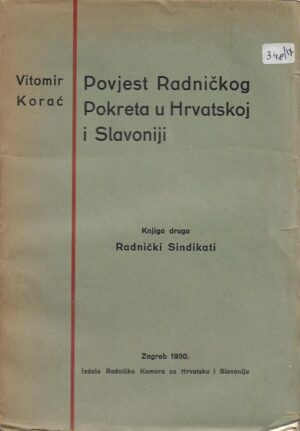 Vitomir
Korać
Povjest Radničkog
Pokreta u Hrvatskoj
i Slavoniji
Knjiga druga
Radnički Sindikati
Zagreb 1930.
Izdala Radnička Komora za Hrvatsku i Slavoniju